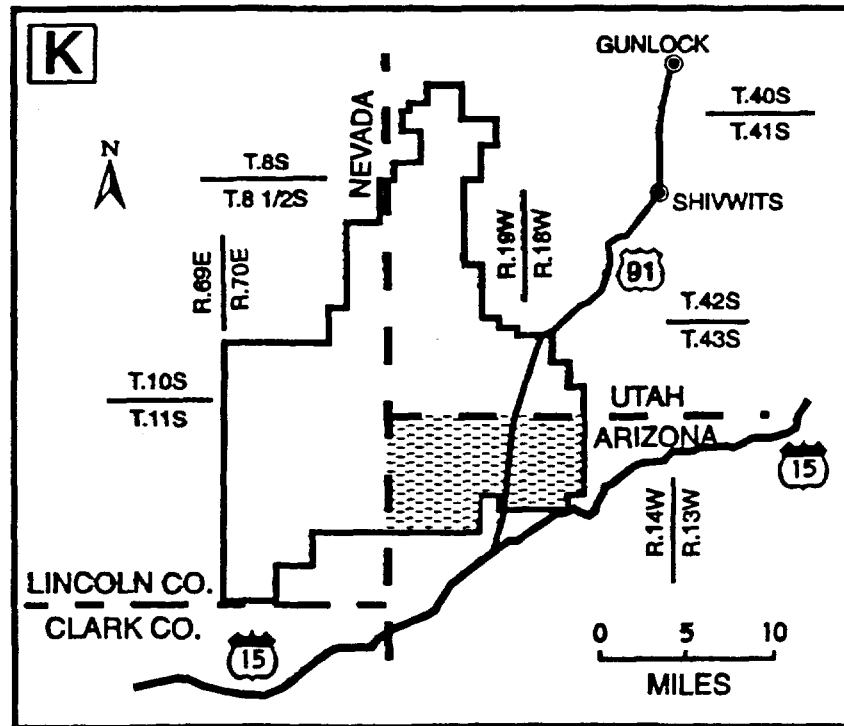 K
GUNLOCK
T.40S
T.41S
NEVADA
N
T.8S
T.8 1/2S
SHIVWITS
R.19W
R.18W
R.69E
R.70E
91
T.42S
T.43S
T.10S
T.11S
UTAH
ARIZONA
15
R.14W
R.13W
LINCOLN CO.
CLARK CO.
15
0 5 10
MILES